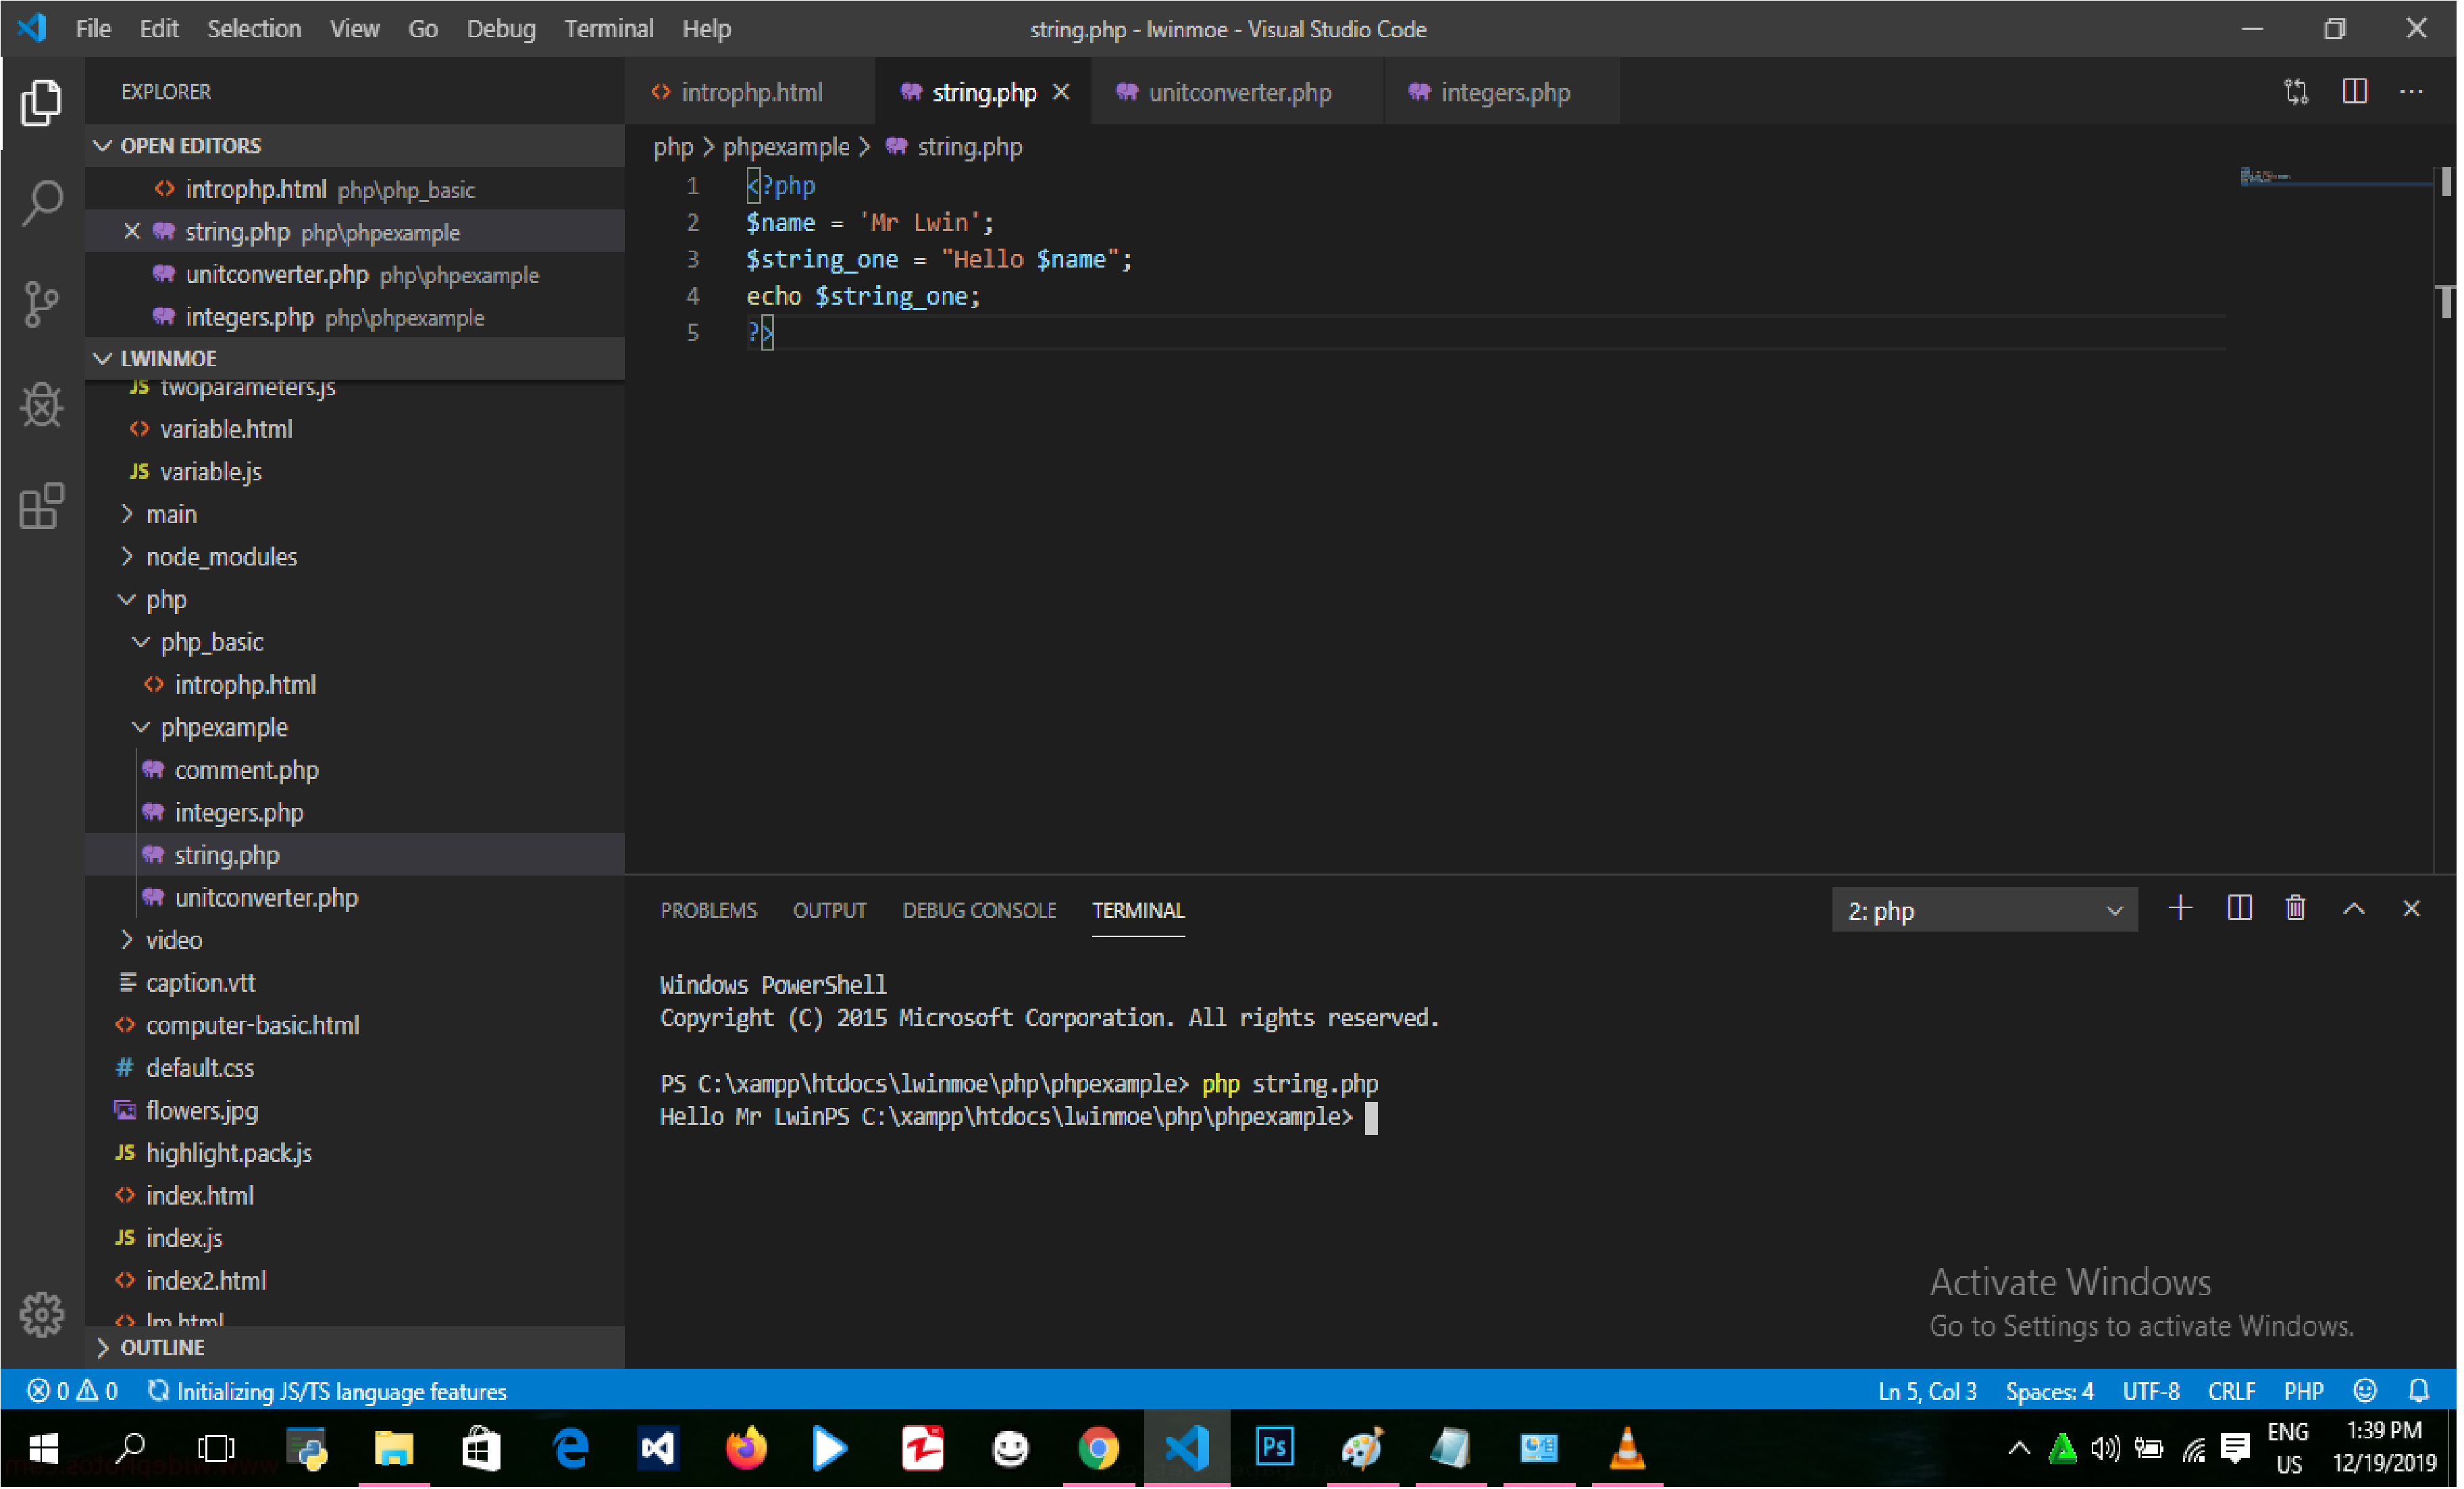 File Edit Selection View Go Debug Terminal Help
string.php - lwinmoe - Visual Studio Code
EXPLORER
OPEN EDITORS
introphp.html php\php_basic
string.php php\phpexample
unitconverter.php php\phpexample
integers.php php\phpexample
LWINMOE
twoparameters.js
variable.html
variable.js
main
node_modules
php
php_basic
introphp.html
phpexample
comment.php
integers.php
string.php
unitconverter.php
video
caption.vtt
computer-basic.html
default.css
flowers.jpg
highlight.pack.js
index.html
index.js
index2.html
lm.html
OUTLINE
introphp.html string.php unitconverter.php integers.php
php > phpexample > string.php
1 <?php
2 $name = 'Mr Lwin';
3 $string_one = "Hello $name";
4 echo $string_one;
5 ?>
PROBLEMS OUTPUT DEBUG CONSOLE TERMINAL
2: php
Windows PowerShell
Copyright (C) 2015 Microsoft Corporation. All rights reserved.
PS C:\xampp\htdocs\lwinmoe\php\phpexample> php string.php
Hello Mr LwinPS C:\xampp\htdocs\lwinmoe\php\phpexample>
Activate Windows
Go to Settings to activate Windows.
0 0 Initializing JS/TS language features
Ln 5, Col 3 Spaces: 4 UTF-8 CRLF PHP
Ps
ENG
US
1:39 PM
12/19/2019